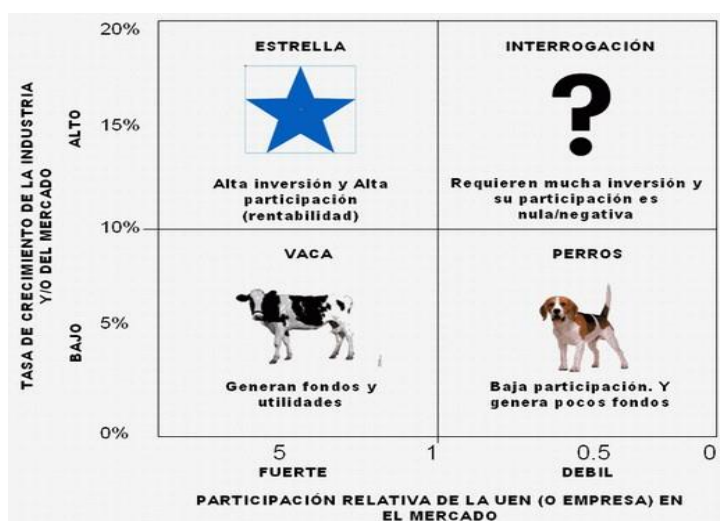 20%
ESTRELLA
INTERROGACIÓN
TASA DE CRECIMIENTO DE LA INDUSTRIA
Y/O DEL MERCADO
ALTO
15%
?
Alta inversión y Alta
participación
(rentabilidad)
Requieren mucha inversión y
su participación es
nula/negativa
10%
VACA
PERROS
BAJO
5%
Generan fondos y
utilidades
Baja participación. Y
genera pocos fondos
0%
5
1
0.5
0
FUERTE
DEBIL
PARTICIPACIÓN RELATIVA DE LA UEN (O EMPRESA) EN
EL MERCADO